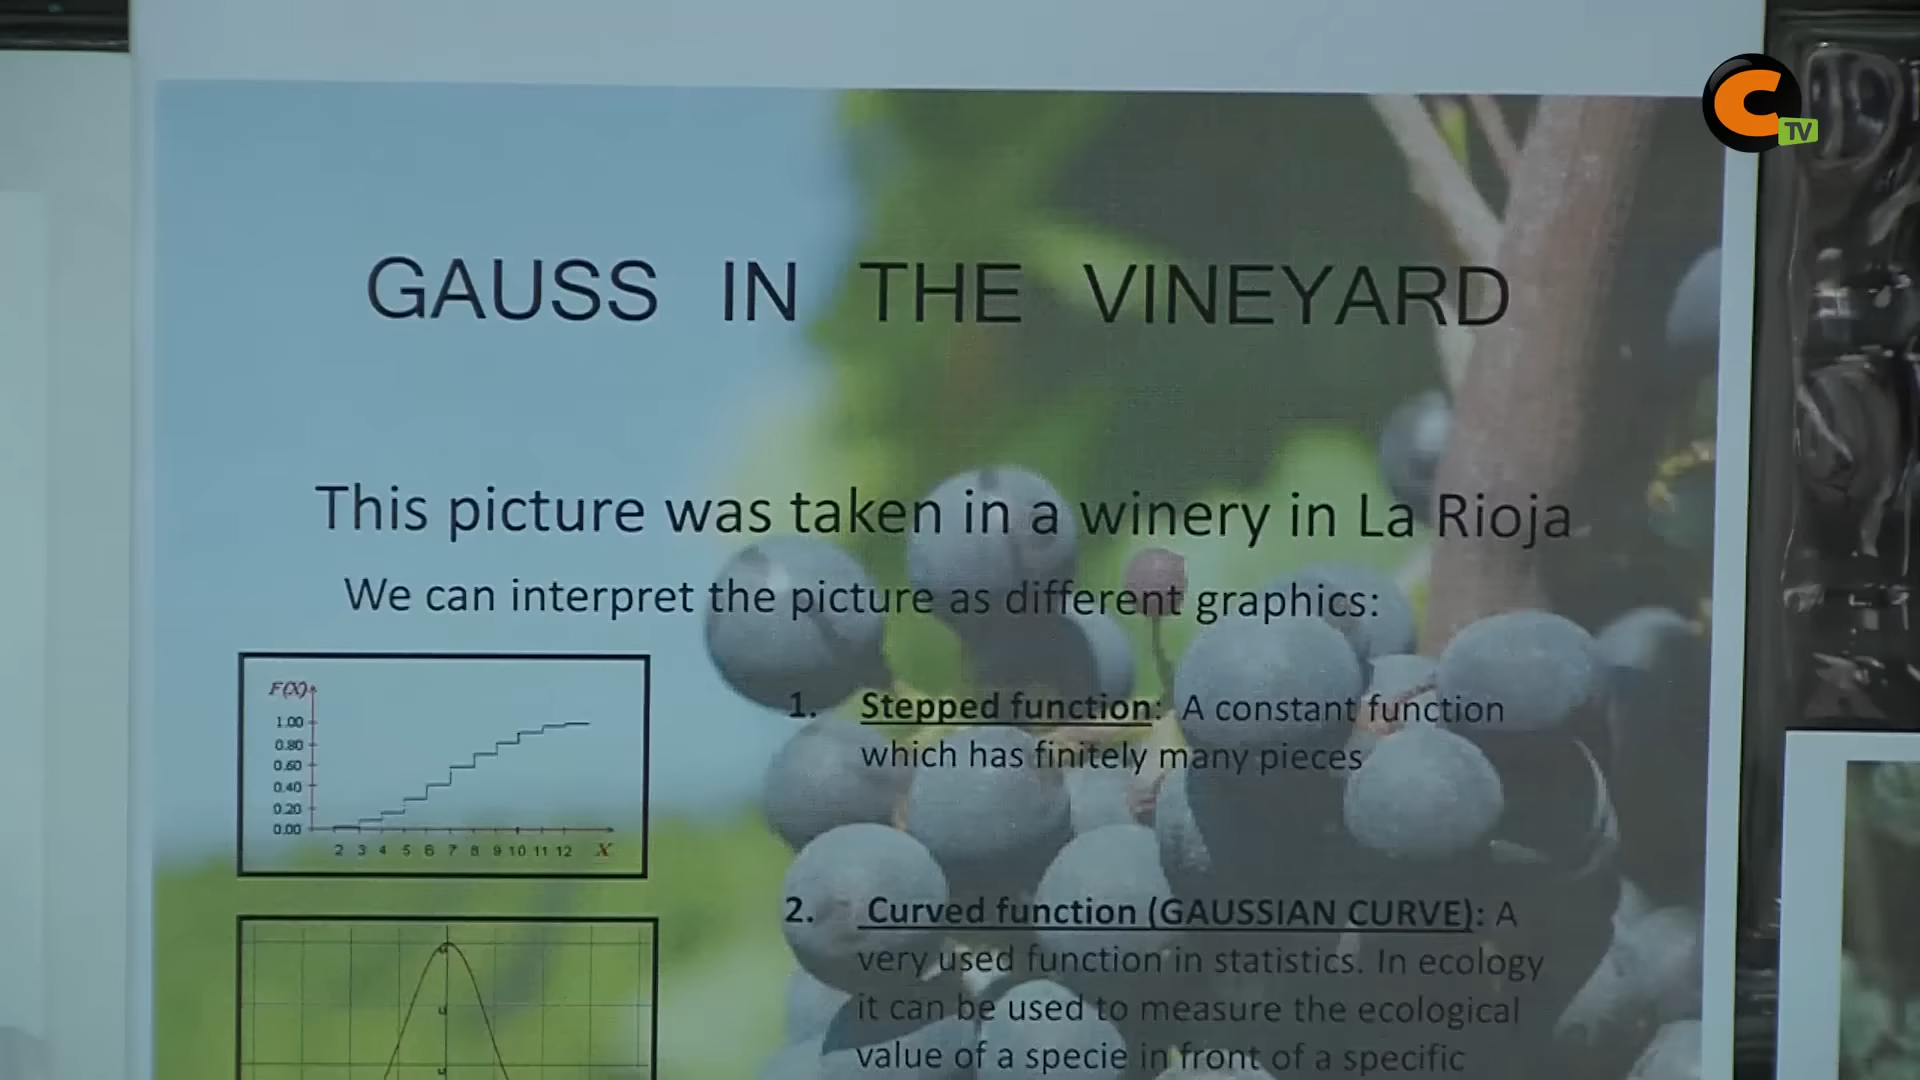 C TV
GAUSS IN THE VINEYARD
This picture was taken in a winery in La Rioja
We can interpret the picture as different graphics:
F(X)
1.00
0.80
0.60
0.40
0.20
0.00
2 3 4 5 6 7 8 9 10 11 12 X
1. Stepped function: A constant function
which has finitely many pieces
2. Curved function (GAUSSIAN CURVE): A
very used function in statistics. In ecology
it can be used to measure the ecological
value of a specie in front of a specific